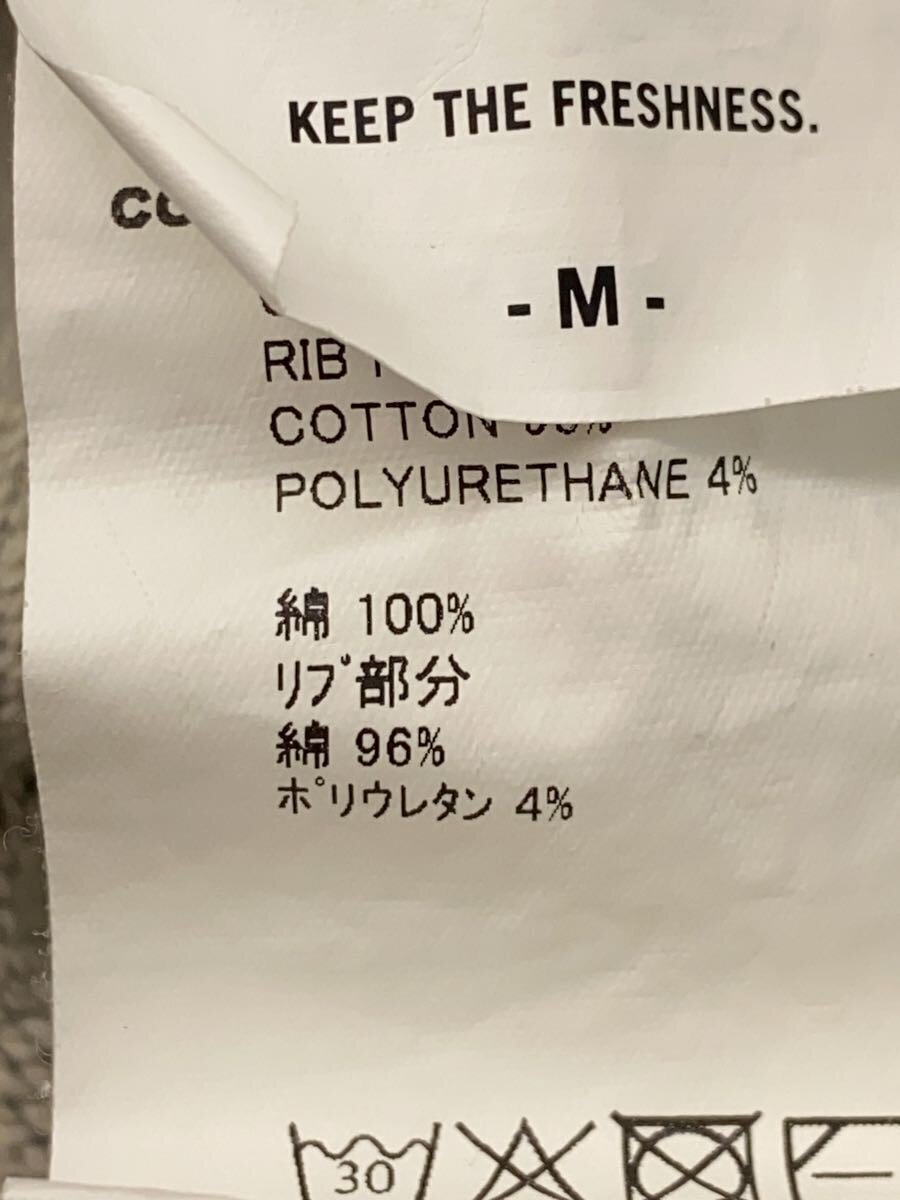 KEEP THE FRESHNESS.
- M -
RIB
COTTON
POLYURETHANE 4%
綿 100%
リブ部分
綿 96%
ポリウレタン 4%
30